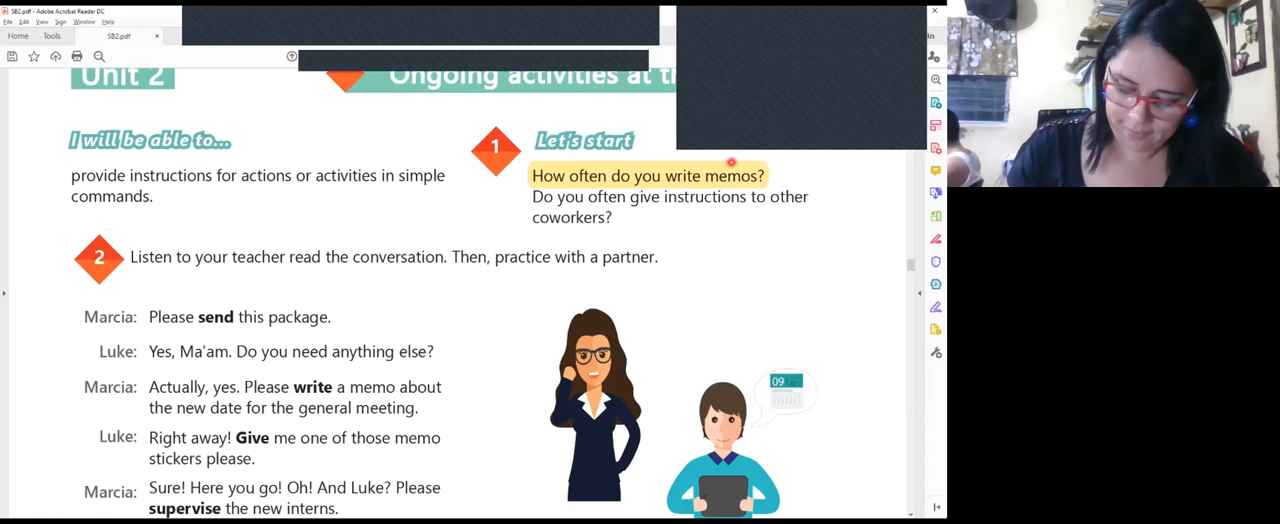 SB2.pdf - Adobe Acrobat Reader DC
File Edit View Sign Window Help
Home Tools SB2.pdf
Unit 2
Ongoing activities at
I will be able to...
provide instructions for actions or activities in simple
commands.
1
Let's start
How often do you write memos?
Do you often give instructions to other
coworkers?
2
Listen to your teacher read the conversation. Then, practice with a partner.
Marcia: Please send this package.
Luke: Yes, Ma'am. Do you need anything else?
Marcia: Actually, yes. Please write a memo about
the new date for the general meeting.
Luke: Right away! Give me one of those memo
stickers please.
Marcia: Sure! Here you go! Oh! And Luke? Please
supervise the new interns.
09